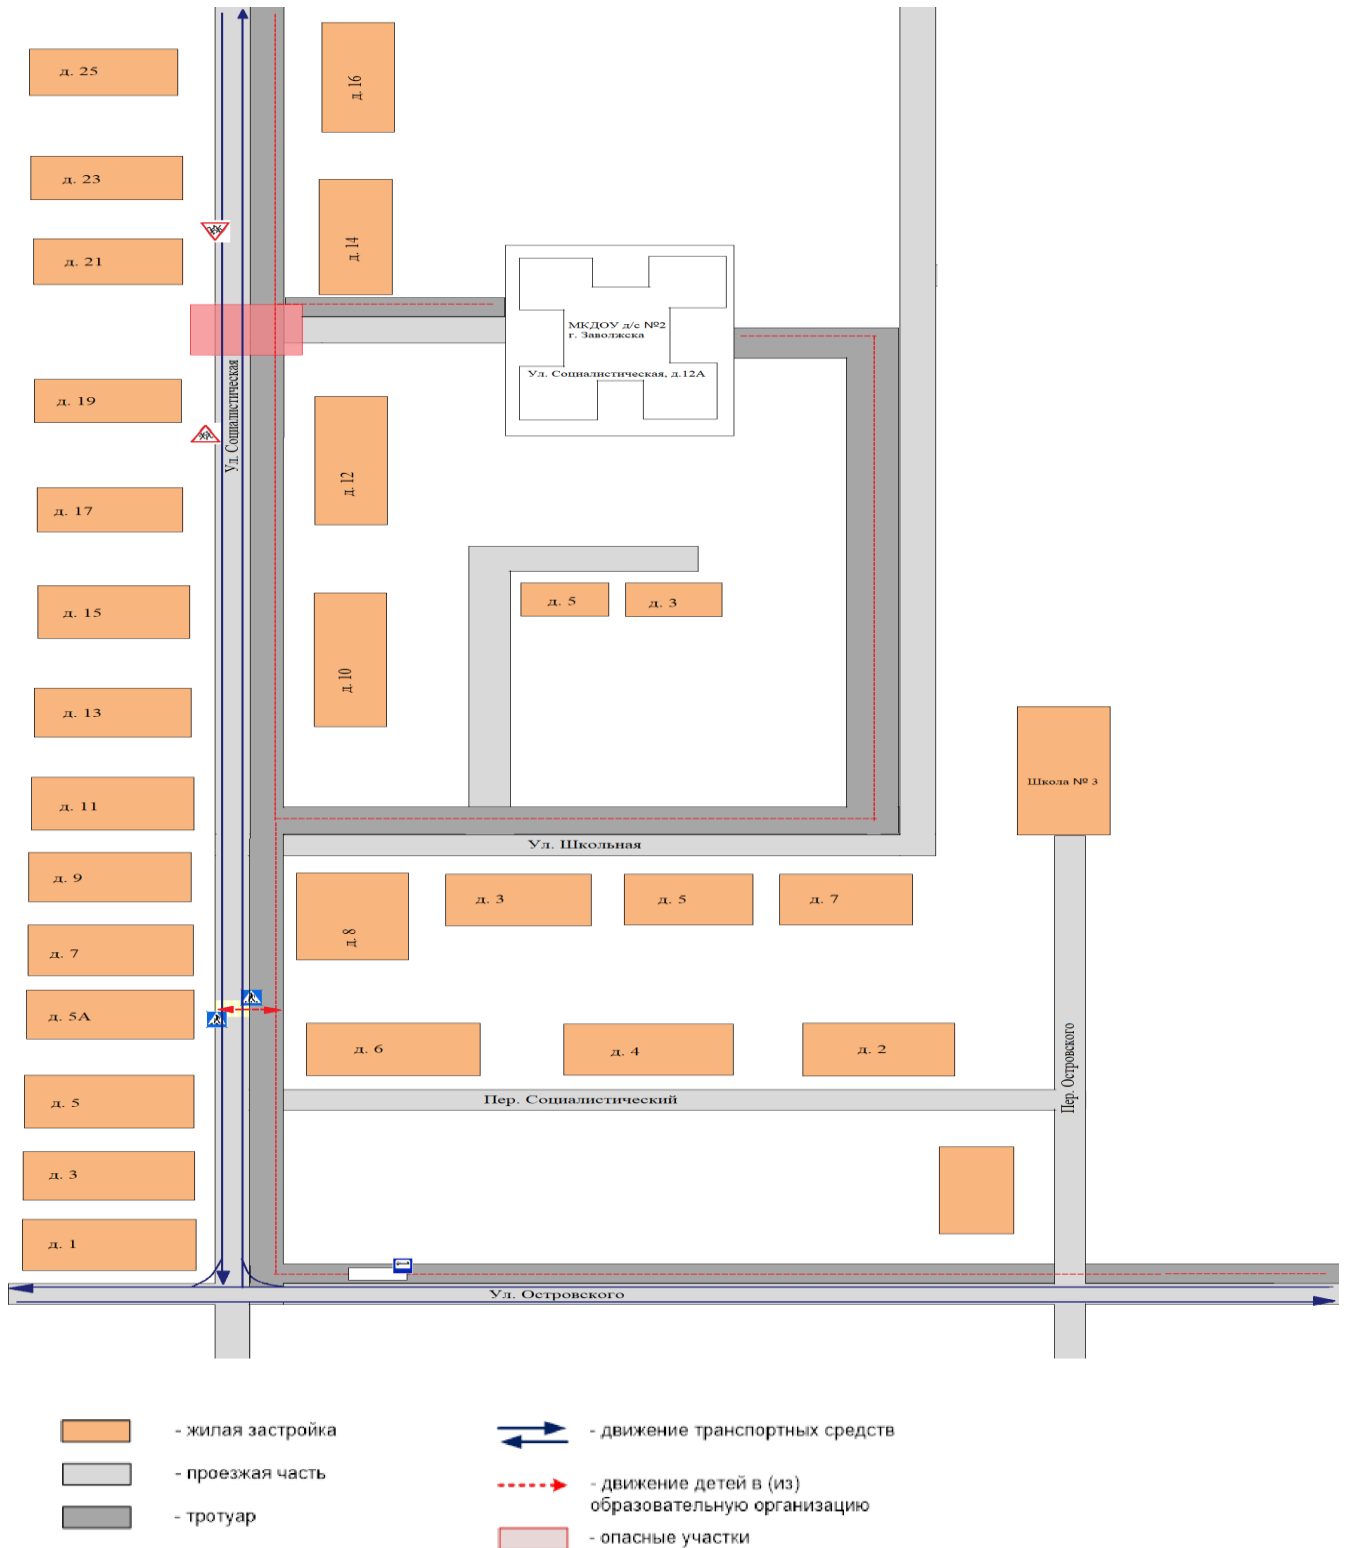 д. 25
д. 16
д. 23
д. 14
д. 21
МКДОУ д/с №2
г. Заволжска
Ул. Социалистическая, д.12А
Ул. Социалистическая
д. 19
д. 12
д. 17
д. 5
д. 3
д. 15
д. 10
д. 13
Школа № 3
д. 11
Ул. Школьная
д. 9
д. 3
д. 5
д. 7
д. 8
д. 7
д. 5А
д. 6
д. 4
д. 2
Пер. Островского
д. 5
Пер. Социалистический
д. 3
д. 1
Ул. Островского
- жилая застройка
- проезжая часть
- тротуар
- движение транспортных средств
- движение детей в (из)
образовательную организацию
- опасные участки